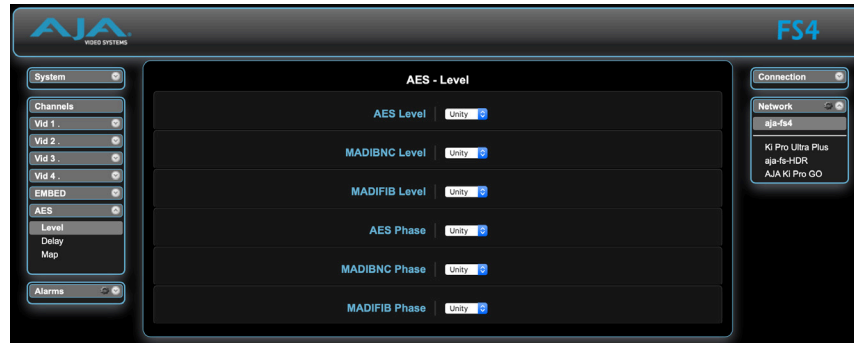 AJA
VIDEO SYSTEMS
FS4
System
Channels
Vid 1 .
Vid 2 .
Vid 3 .
Vid 4 .
EMBED
AES
Level
Delay
Map
Alarms
AES - Level
AES Level Unity
MADIBNC Level Unity
MADIFIB Level Unity
AES Phase Unity
MADIBNC Phase Unity
MADIFIB Phase Unity
Connection
Network
aja-fs4
Ki Pro Ultra Plus
aja-fs-HDR
AJA Ki Pro GO